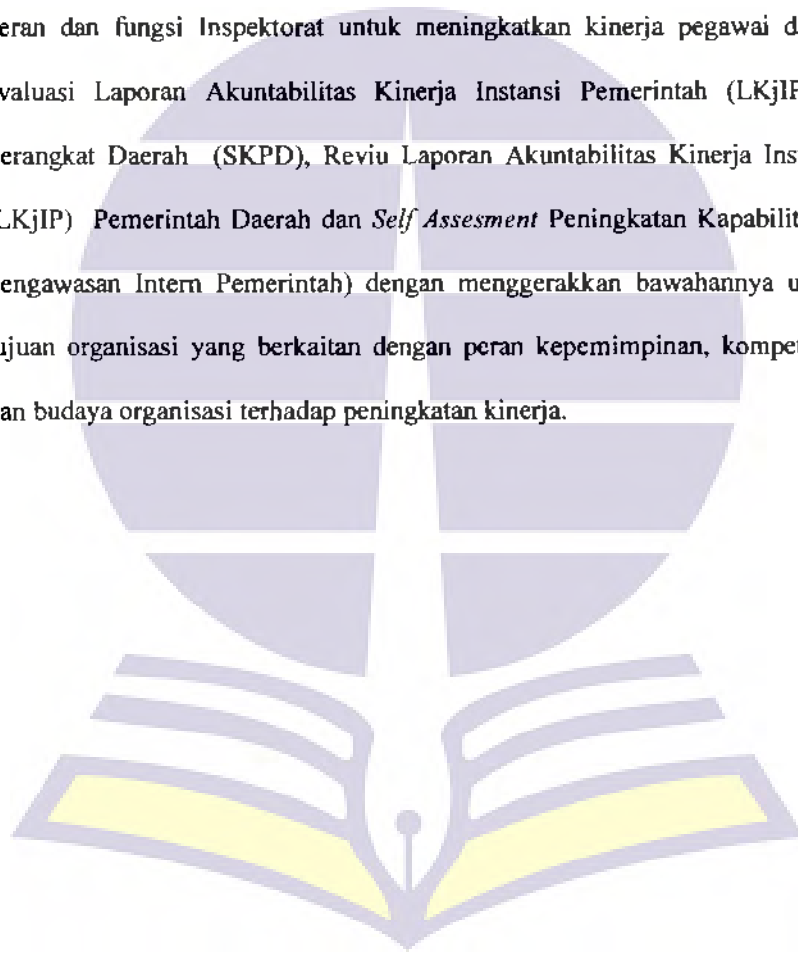 eran dan fungsi Inspektorat untuk meningkatkan kinerja pegawai d
valuasi Laporan Akuntabilitas Kinerja Instansi Pemerintah (LKjIP
erangkat Daerah (SKPD), Reviu Laporan Akuntabilitas Kinerja Ins
LKjIP) Pemerintah Daerah dan Self Assesment Peningkatan Kapabilit
engawasan Intern Pemerintah) dengan menggerakkan bawahannya u
ujuan organisasi yang berkaitan dengan peran kepemimpinan, kompe
an budaya organisasi terhadap peningkatan kinerja.